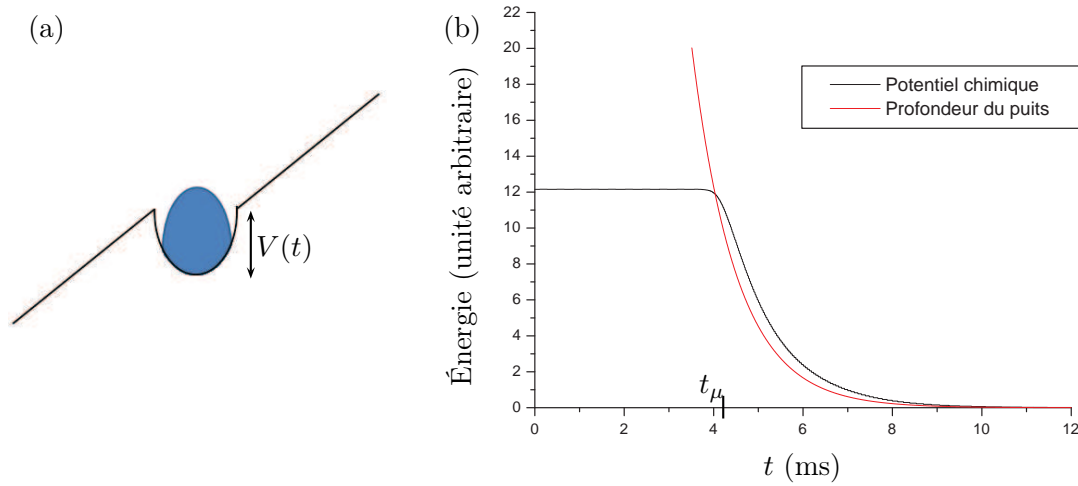 (a)
V(t)
(b)
Énergie (unité arbitraire)
22
20
18
16
14
12
10
8
6
4
2
0
Potentiel chimique
Profondeur du puits
tμ
0 2 4 6 8 10 12
t (ms)